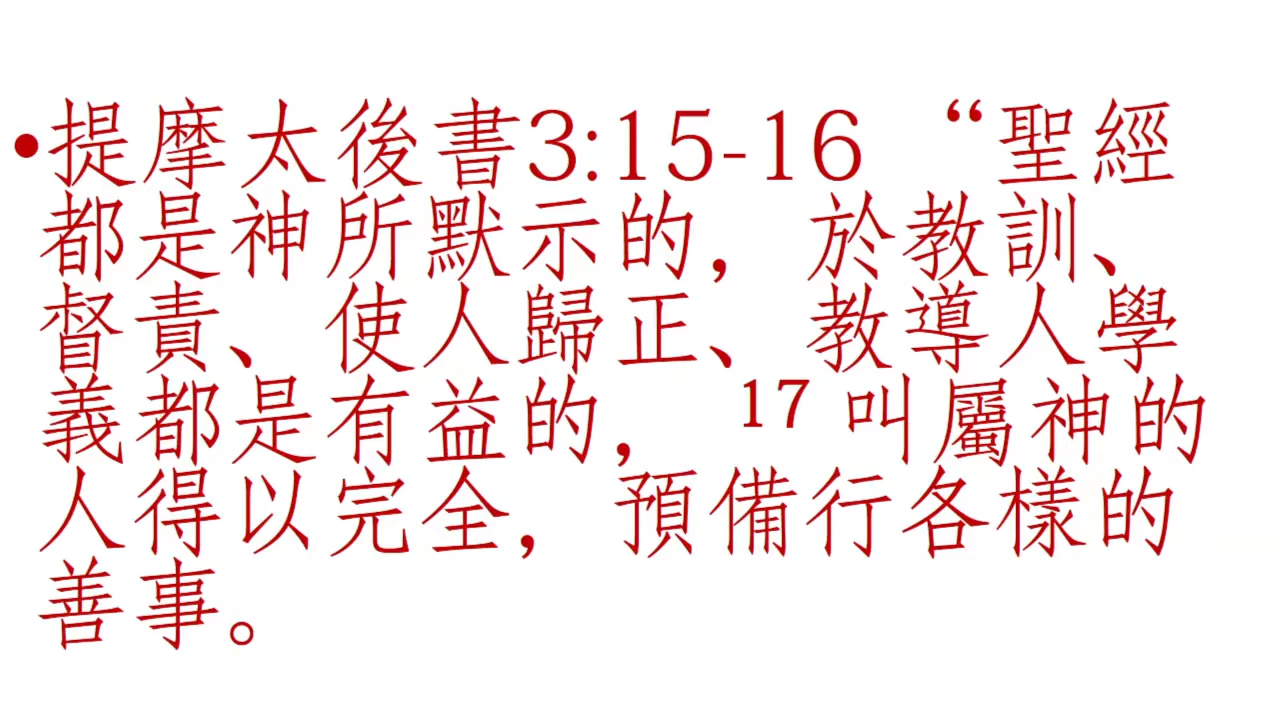 •提摩太後書3:15-16 “聖經
都是神所默示的，於教訓、
督責、使人歸正、教導人學
義都是有益的，17 叫屬神的
人得以完全，預備行各樣的
善事。